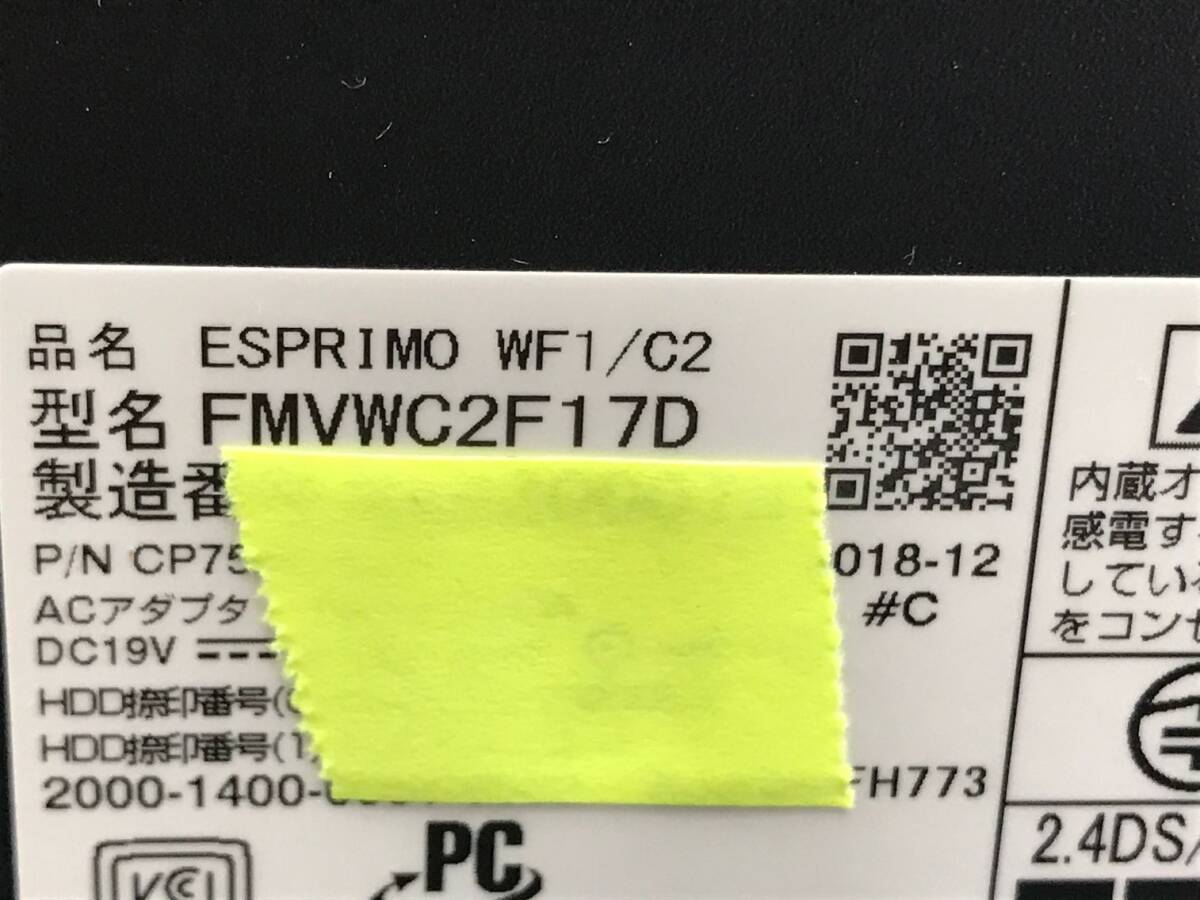 品名 ESPRIMO WF1/C2
型名 FMVWC2F17D
製造番
P/N CP75
018-12
ACアダプタ
#C
DC19V
HDD捺印番号(
HDD捺印番号(1
2000-1400-
FH773
PC
VCCI
内蔵オ
感電す
している
をコンセ
2.4DS/